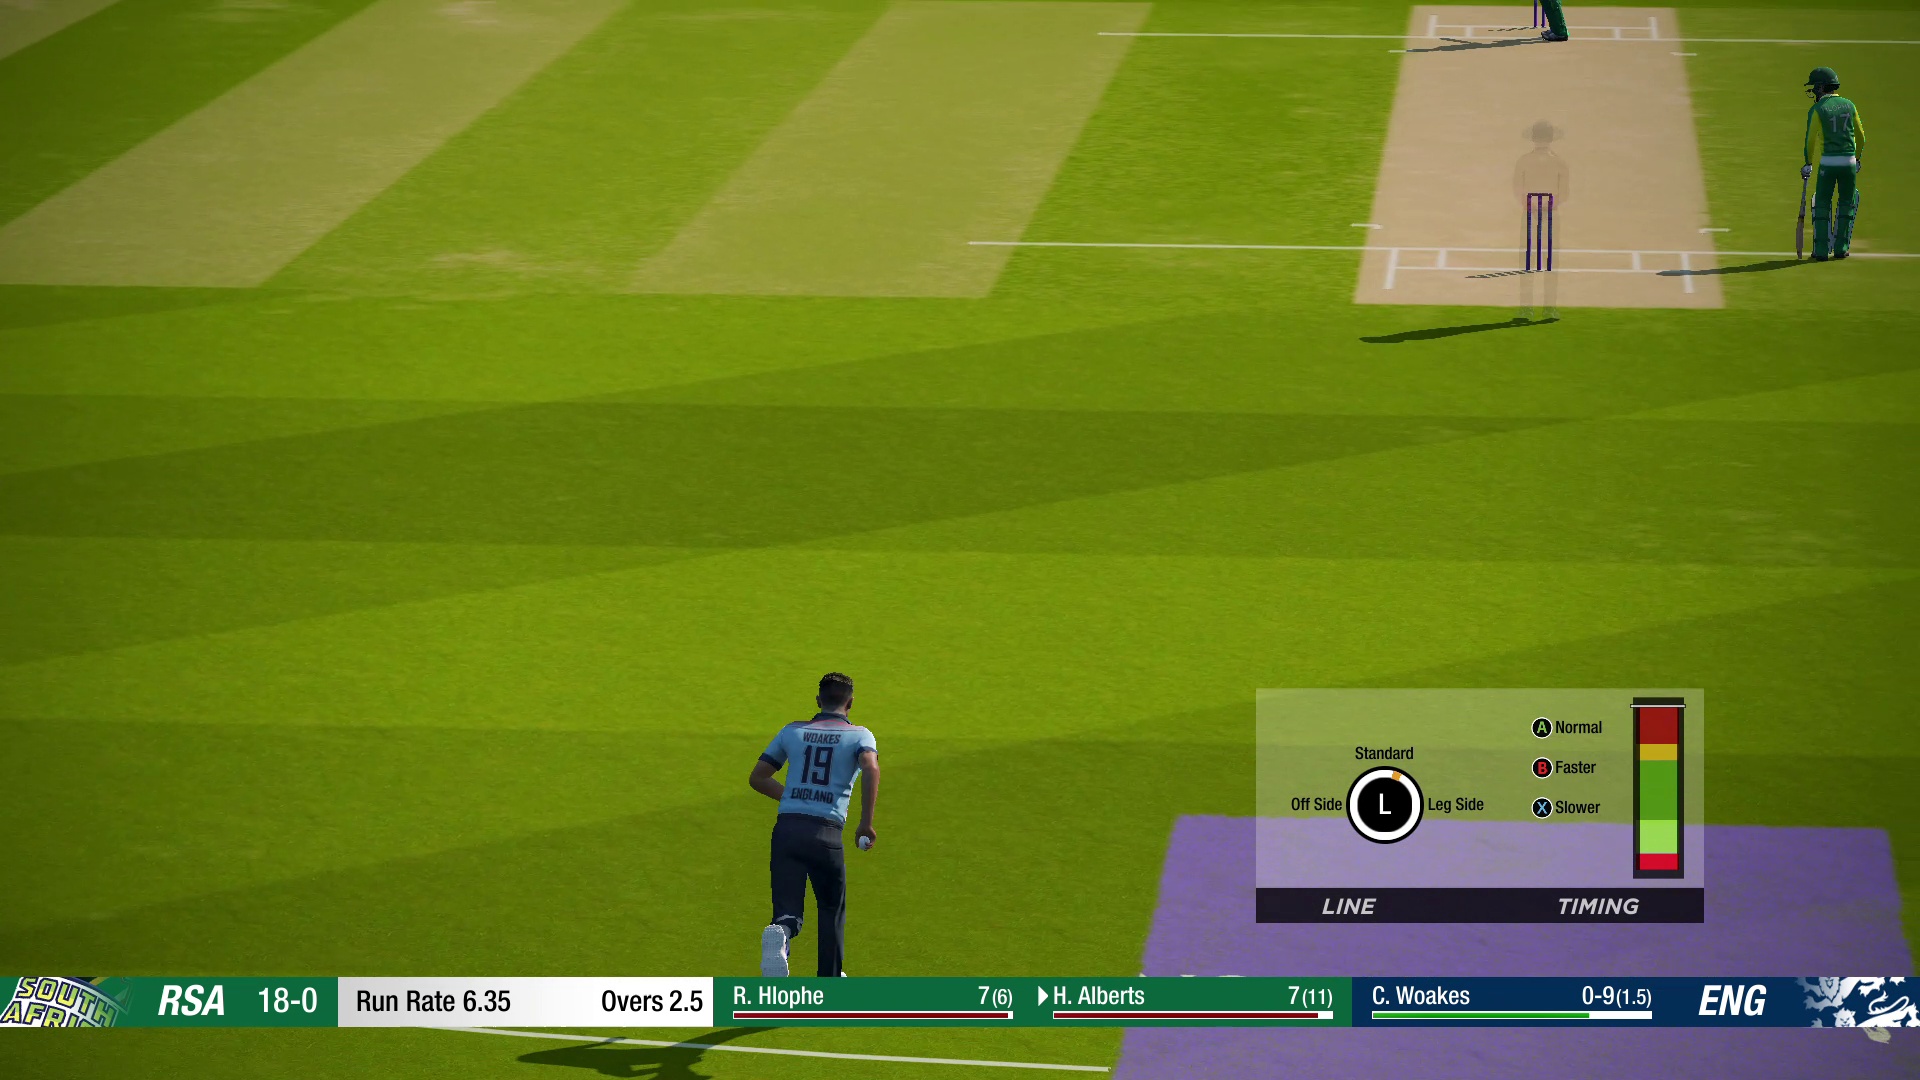 17
WOAKES
19
ENGLAND
Standard
Off Side L Leg Side
A Normal
B Faster
X Slower
LINE TIMING
SOUTH
AFRICA
RSA 18-0
Run Rate 6.35 Overs 2.5
R. Hlophe 7 (6)
H. Alberts 7 (11)
C. Woakes 0-9 (1.5)
ENG